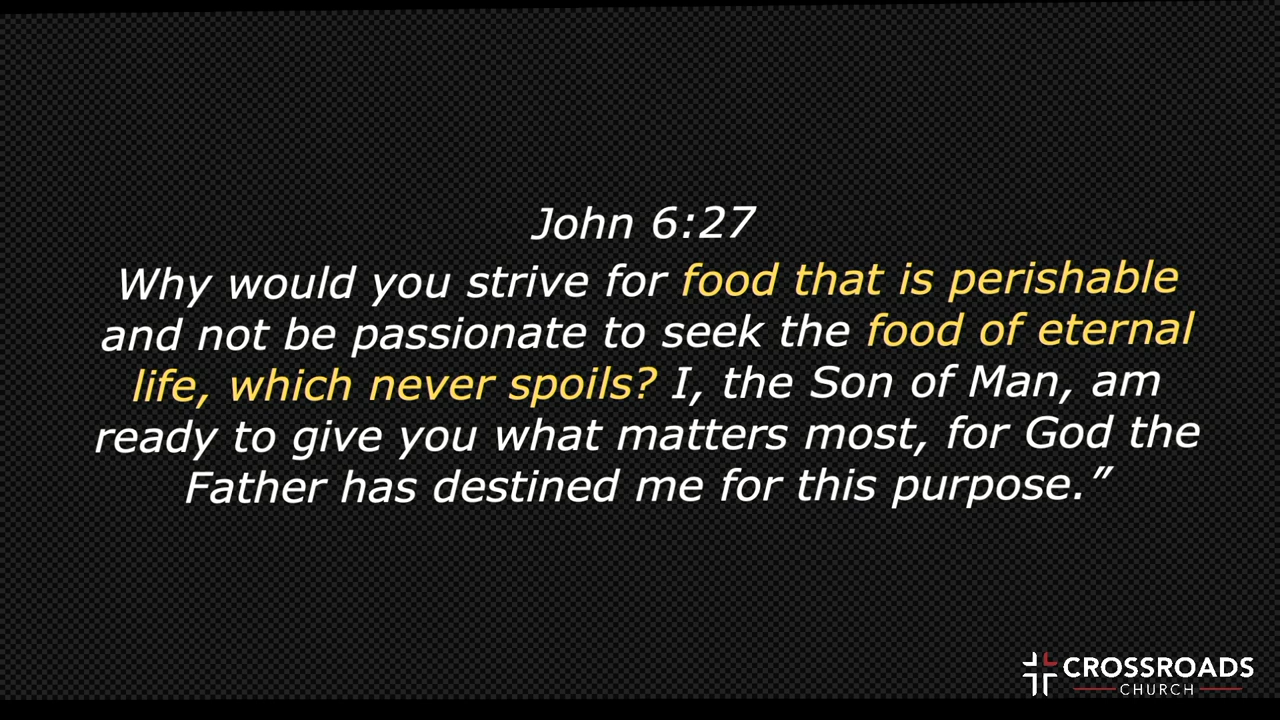 John 6:27
Why would you strive for food that is perishable
and not be passionate to seek the food of eternal
life, which never spoils? I, the Son of Man, am
ready to give you what matters most, for God the
Father has destined me for this purpose.”
CROSSROADS
CHURCH